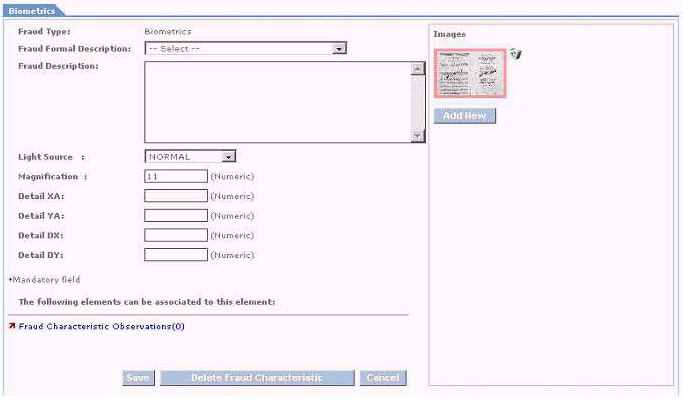 Biometrics
Fraud Type: Biometrics
Fraud Formal Description: -- Select --
Fraud Description:
Light Source : NORMAL
Magnification : 11 (Numeric)
Detail XA: (Numeric)
Detail YA: (Numeric)
Detail DX: (Numeric)
Detail DY: (Numeric)
*Mandatory field
The following elements can be associated to this element:
Fraud Characteristic Observations(0)
Save Delete Fraud Characteristic Cancel
Images
Add New